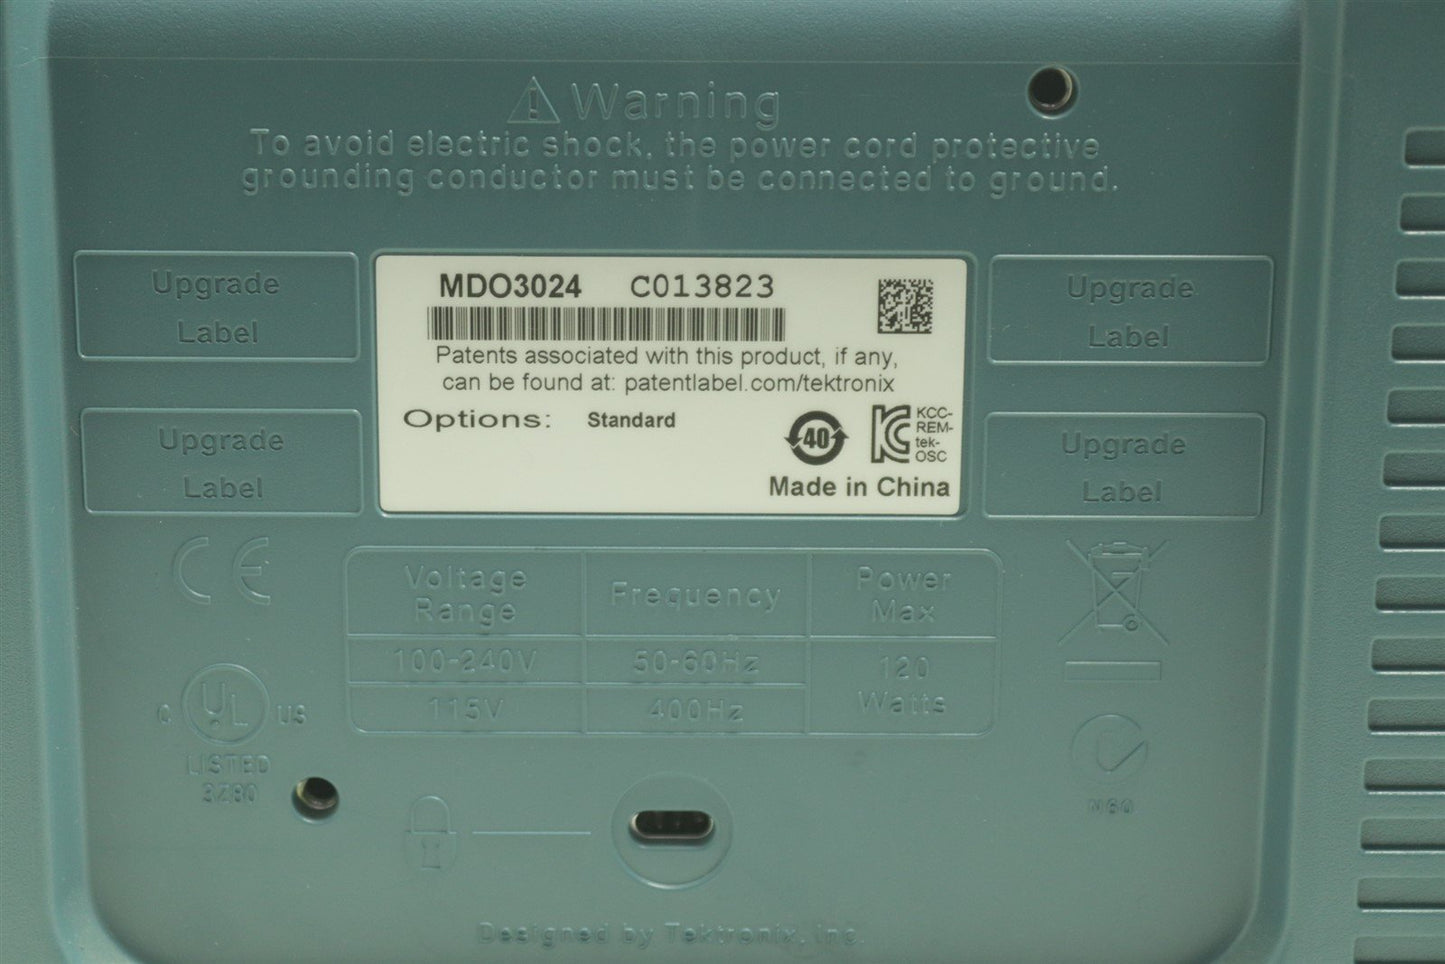 Warning
To avoid electric shock, the power cord protective
grounding conductor must be connected to ground.
Upgrade
Label
MDO3024 C013823
Patents associated with this product, if any,
can be found at: patentlabel.com/tektronix
Options: Standard
40
KCC-
REM-
tek-
OSC
Made in China
Upgrade
Label
Upgrade
Label
Upgrade
Label
CE
Voltage
Range
Frequency
Power
Max
100-240V
50-60Hz
120
Watts
115V
400Hz
C UL US
LISTED
3Z80
N60
Designed by Tektronix, Inc.